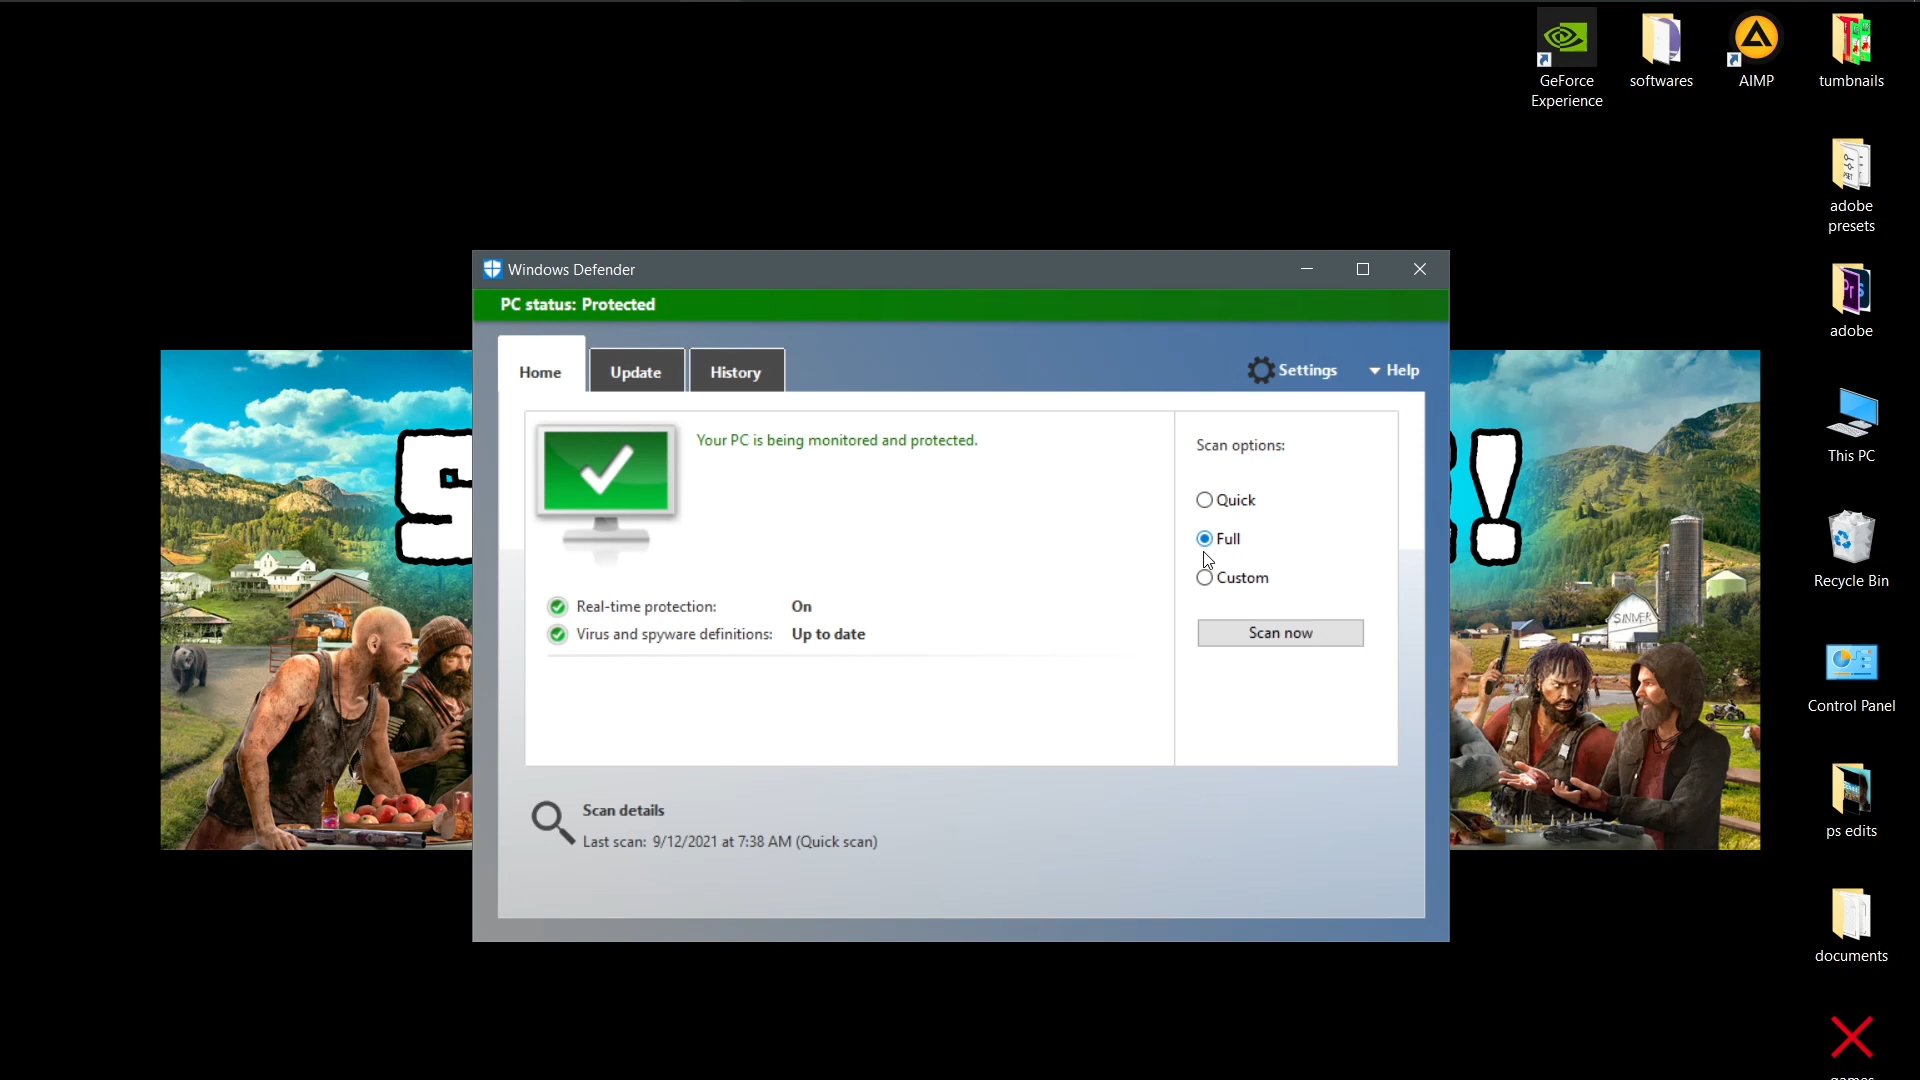 GeForce
Experience
softwares
AIMP
tumbnails
adobe
presets
adobe
This PC
Recycle Bin
Control Panel
ps edits
documents
Windows Defender
PC status: Protected
Home
Update
History
Settings
Help
Your PC is being monitored and protected.
Real-time protection: On
Virus and spyware definitions: Up to date
Scan options:
Quick
Full
Custom
Scan now
Scan details
Last scan: 9/12/2021 at 7:38 AM (Quick scan)
S
!
SINNER
Pr